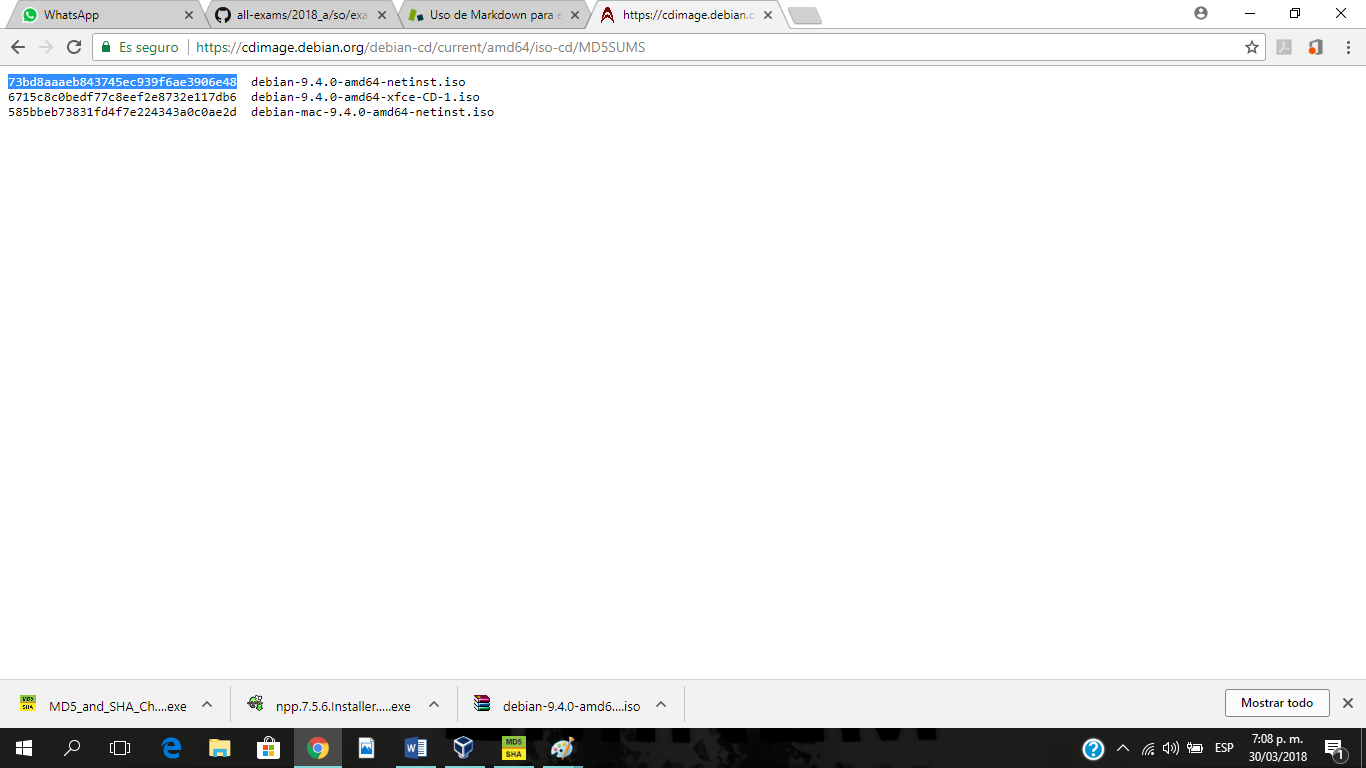 WhatsApp
all-exams/2018_a/so/exa
Uso de Markdown para e
https://cdimage.debian.c
Es seguro
https://cdimage.debian.org/debian-cd/current/amd64/iso-cd/MD5SUMS
73bd8aaaeb843745ec939f6ae3906e48 debian-9.4.0-amd64-netinst.iso
6715c8c0bedf77c8eef2e8732e117db6 debian-9.4.0-amd64-xfce-CD-1.iso
585bbeb73831fd4f7e224343a0c0ae2d debian-mac-9.4.0-amd64-netinst.iso
MD5 SHA
MD5_and_SHA_Ch....exe
npp.7.5.6.Installer.....exe
debian-9.4.0-amd6....iso
Mostrar todo
MD5 SHA
ESP
7:08 p. m.
30/03/2018
1